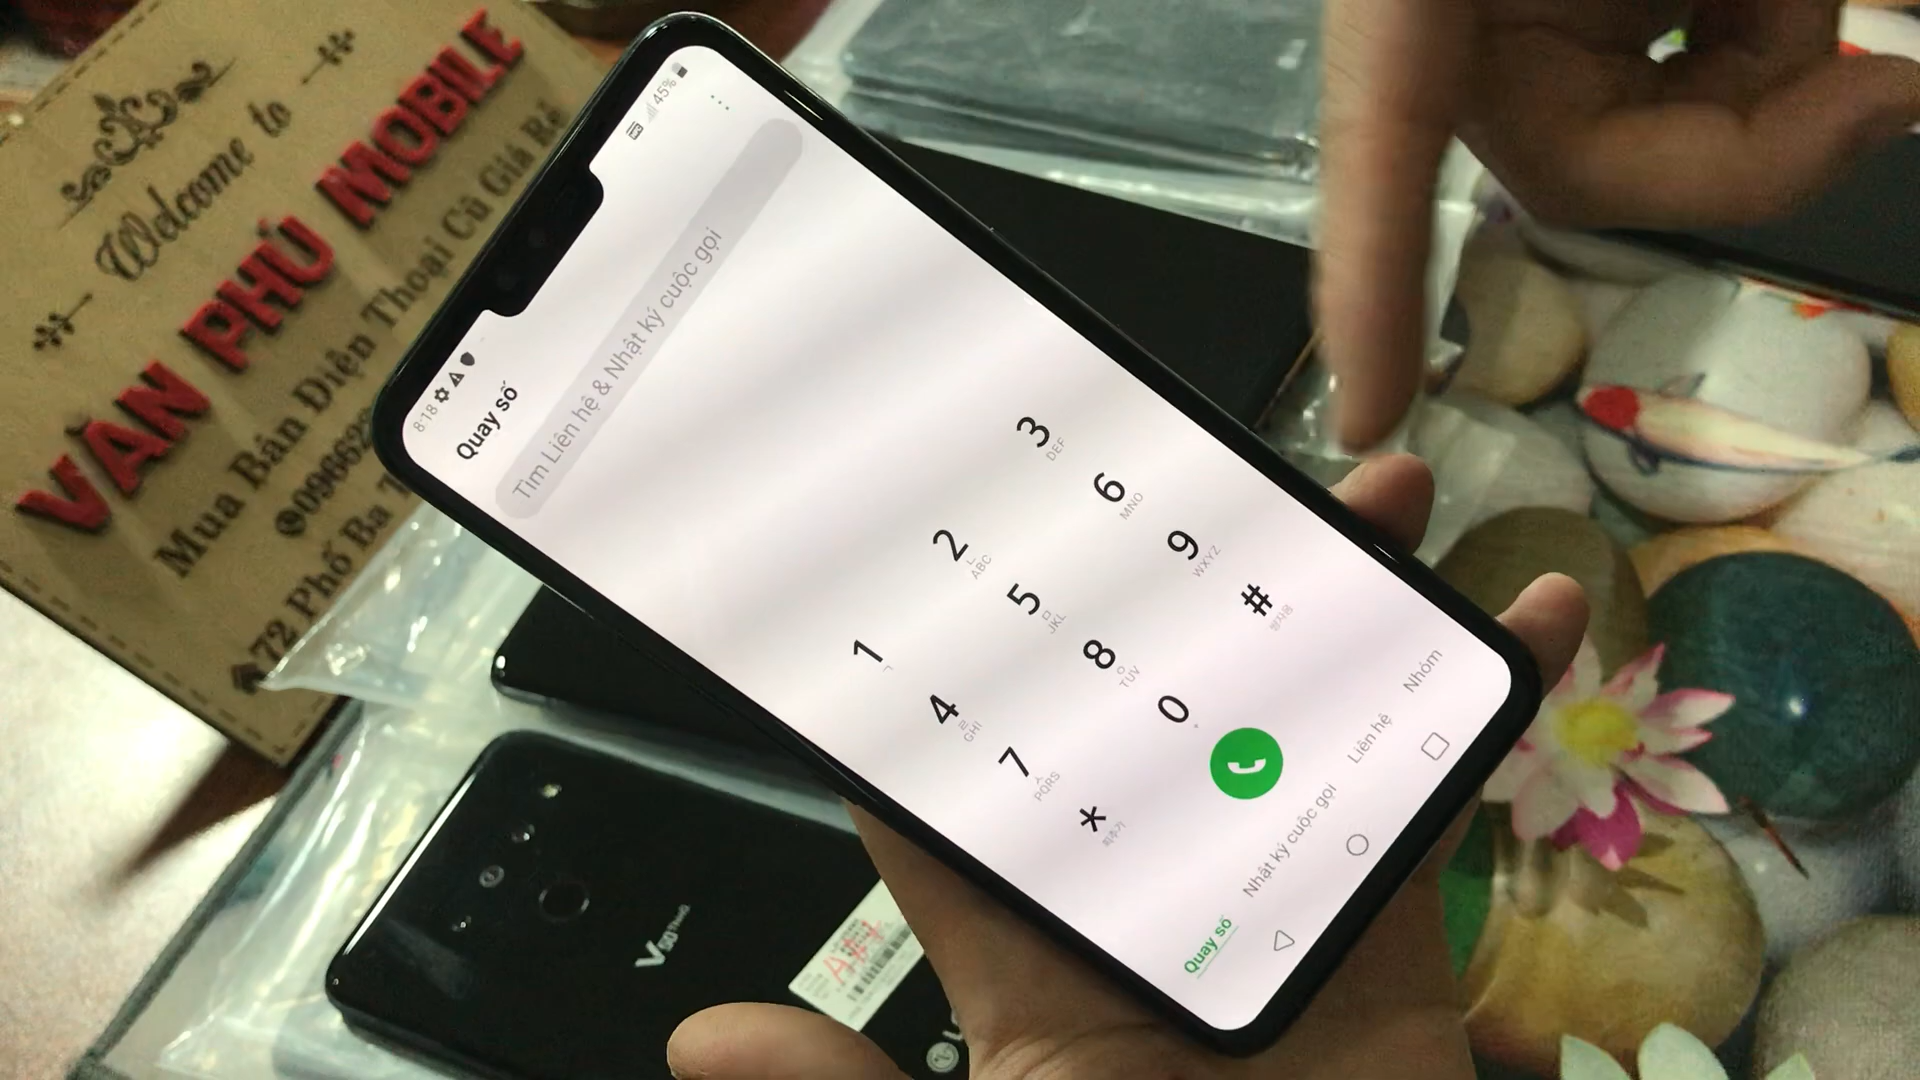 Welcome to
VĂN PHÚ MOBILE
Mua Bán Điện Thoại Cũ Giá Rẻ
72 Phố Ba
8:18
45%
Quay số
Tìm Liên hệ & Nhật ký cuộc gọi
1 2 3
ㄱ ㄴ ABC DEF
4 5 6
ㄹ GHI ㅁ JKL MNO
7 8 9
ㅅ PQRS ㅇ TUV WXYZ
* 0 #
Quay số Nhật ký cuộc gọi Liên hệ Nhóm
V50 ThinQ